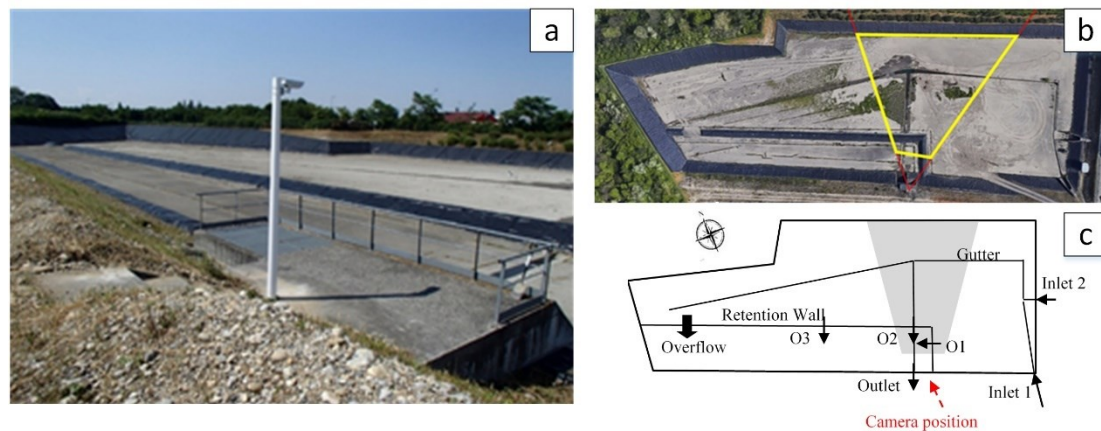 a
b
c
Gutter
Inlet 2
Retention Wall
O3
O2
O1
Overflow
Outlet
Inlet 1
Camera position